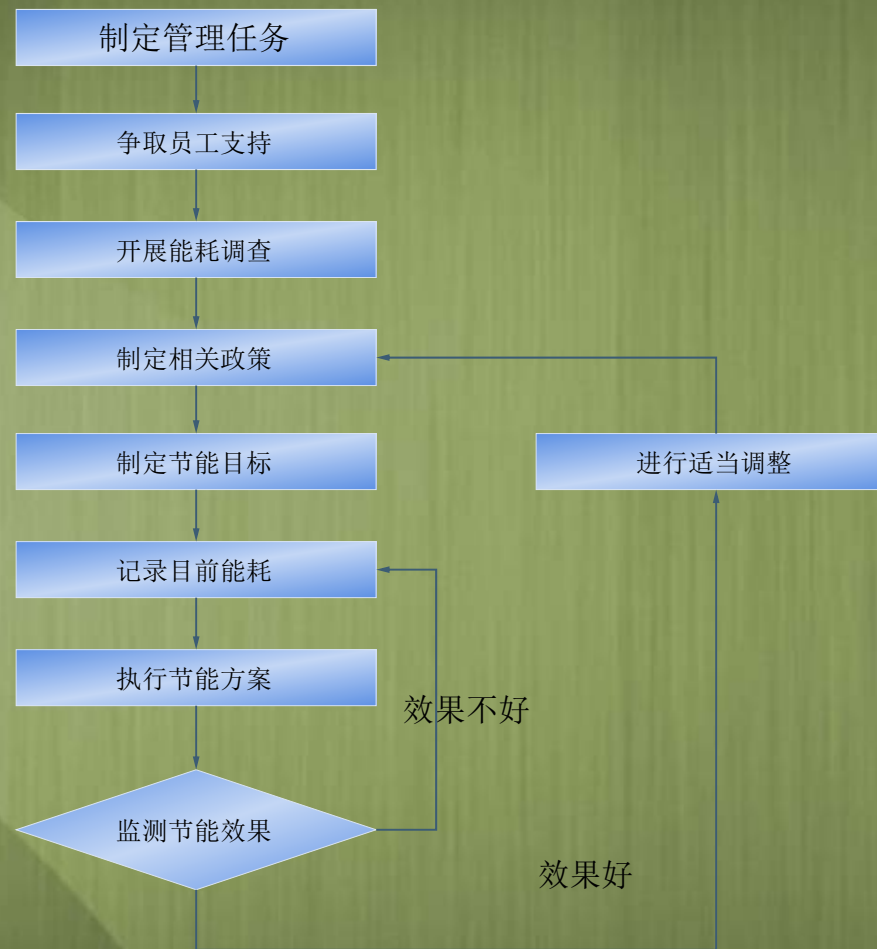 制定管理任务
争取员工支持
开展能耗调查
制定相关政策
制定节能目标
进行适当调整
记录目前能耗
执行节能方案
效果不好
监测节能效果
效果好